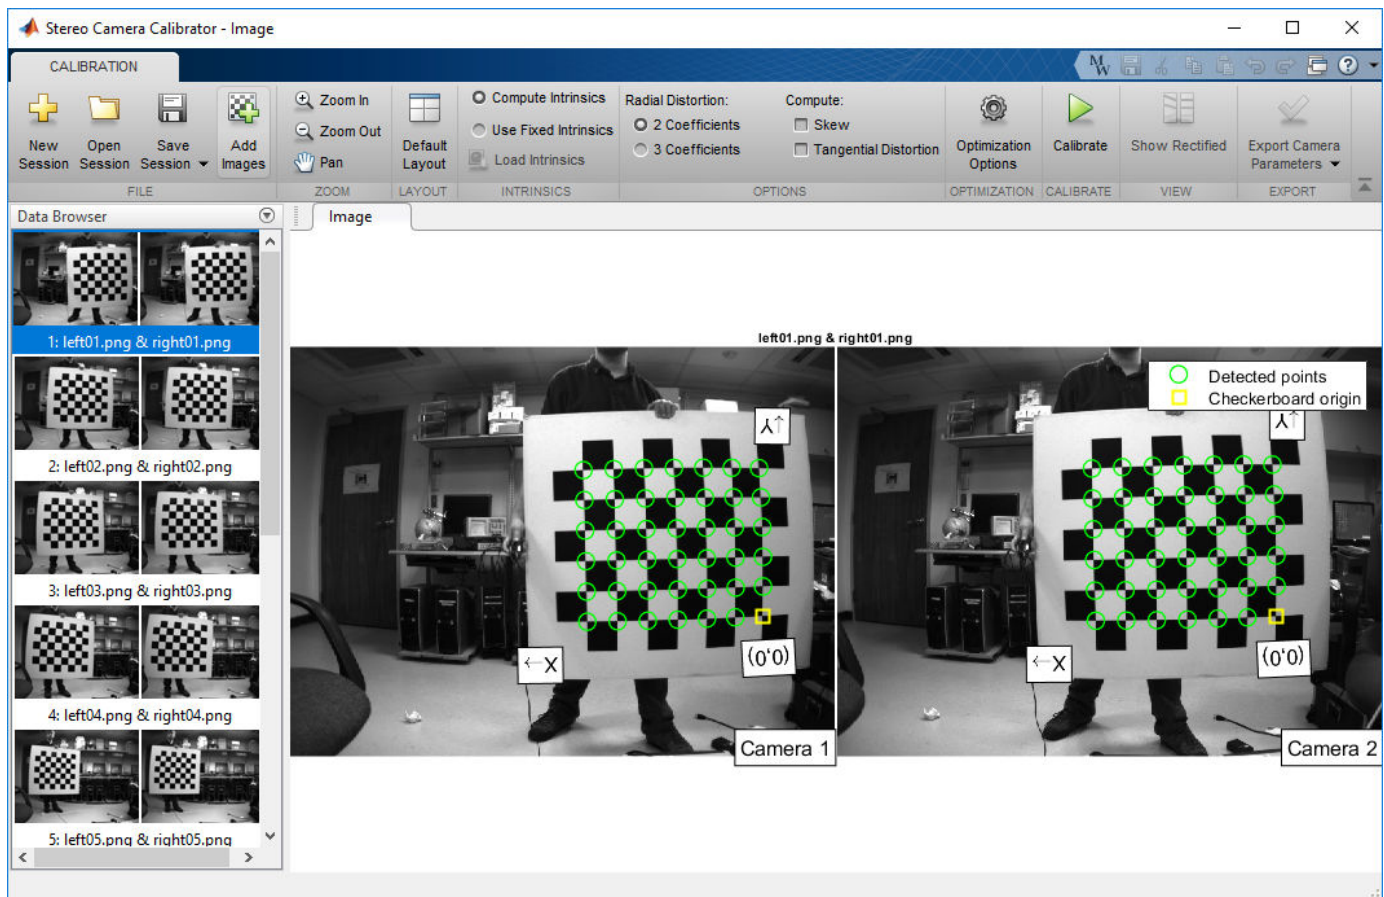 Stereo Camera Calibrator - Image
CALIBRATION
New Session
Open Session
Save Session
Add Images
Zoom In
Zoom Out
Pan
Default Layout
Compute Intrinsics
Use Fixed Intrinsics
Load Intrinsics
Radial Distortion:
2 Coefficients
3 Coefficients
Compute:
Skew
Tangential Distortion
Optimization Options
Calibrate
Show Rectified
Export Camera Parameters
FILE
ZOOM
LAYOUT
INTRINSICS
OPTIONS
OPTIMIZATION
CALIBRATE
VIEW
EXPORT
Data Browser
Image
1: left01.png & right01.png
2: left02.png & right02.png
3: left03.png & right03.png
4: left04.png & right04.png
5: left05.png & right05.png
left01.png & right01.png
Detected points
Checkerboard origin
Y↑
←X
(0,0)
Camera 1
Y↑
←X
(0,0)
Camera 2